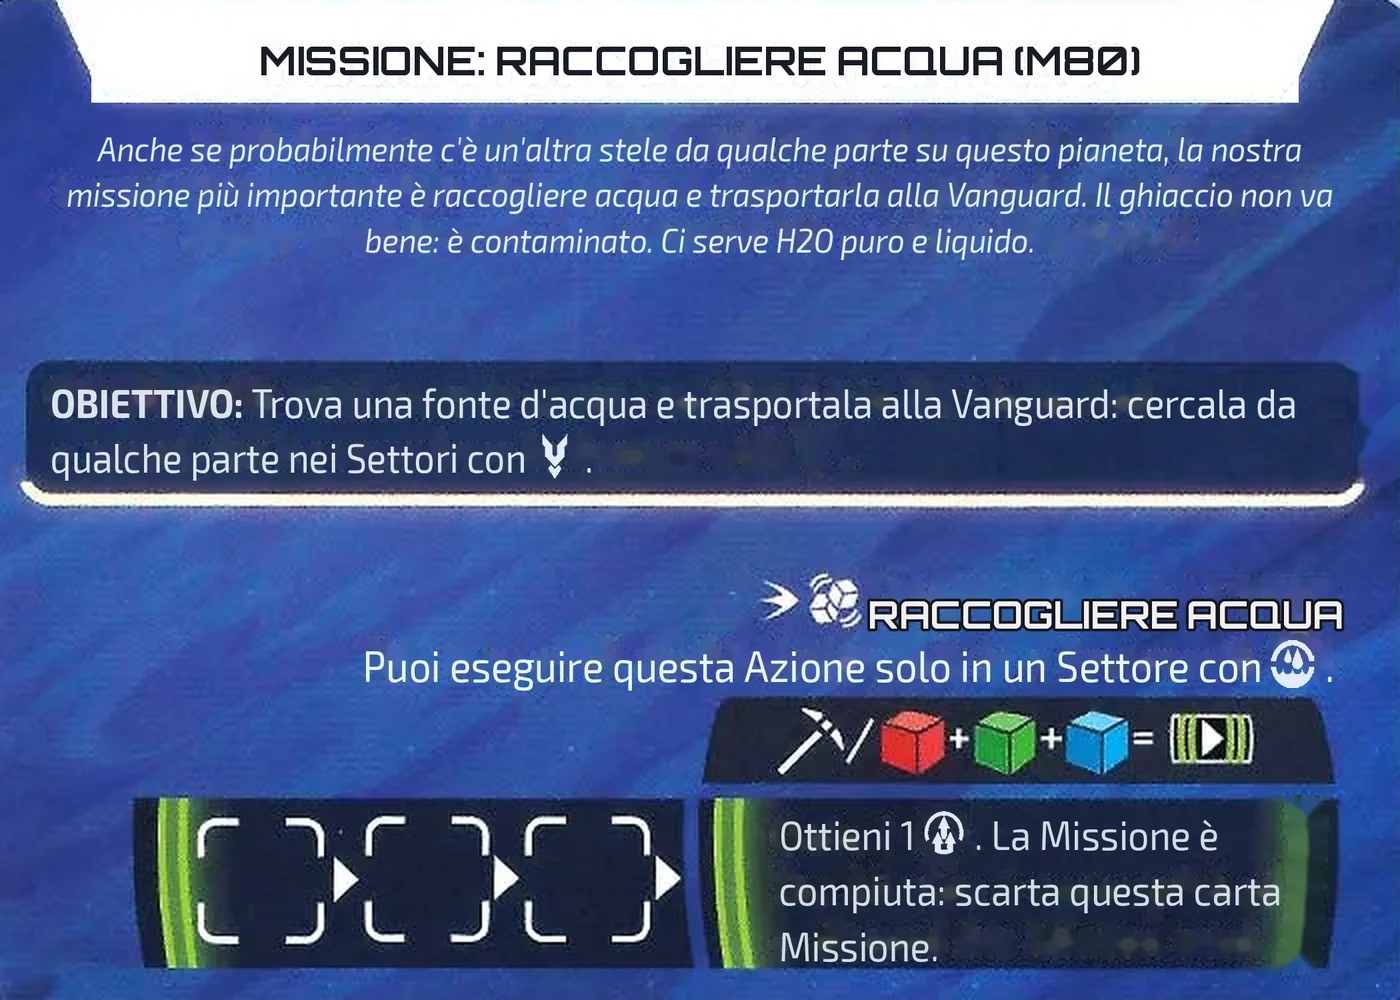 MISSIONE: RACCOGLIERE ACQUA (M80)
Anche se probabilmente c'è un'altra stele da qualche parte su questo pianeta, la nostra
missione più importante è raccogliere acqua e trasportarla alla Vanguard. Il ghiaccio non va
bene: è contaminato. Ci serve H2O puro e liquido.
OBIETTIVO: Trova una fonte d'acqua e trasportala alla Vanguard: cercala da
qualche parte nei Settori con .
RACCOGLIERE ACQUA
Puoi eseguire questa Azione solo in un Settore con .
/ + + =
Ottieni 1 . La Missione è
compiuta: scarta questa carta
Missione.